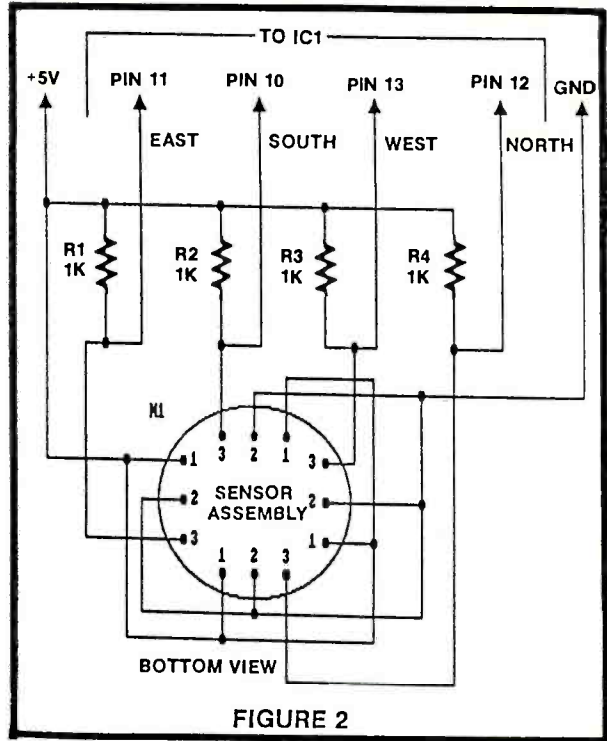 TO IC1
+5V PIN 11 PIN 10 PIN 13 PIN 12 GND
EAST SOUTH WEST NORTH
R1 1K
R2 1K
R3 1K
R4 1K
M1
3 2 1
1 3
2 SENSOR 2
ASSEMBLY
3 1
1 2 3
BOTTOM VIEW
FIGURE 2